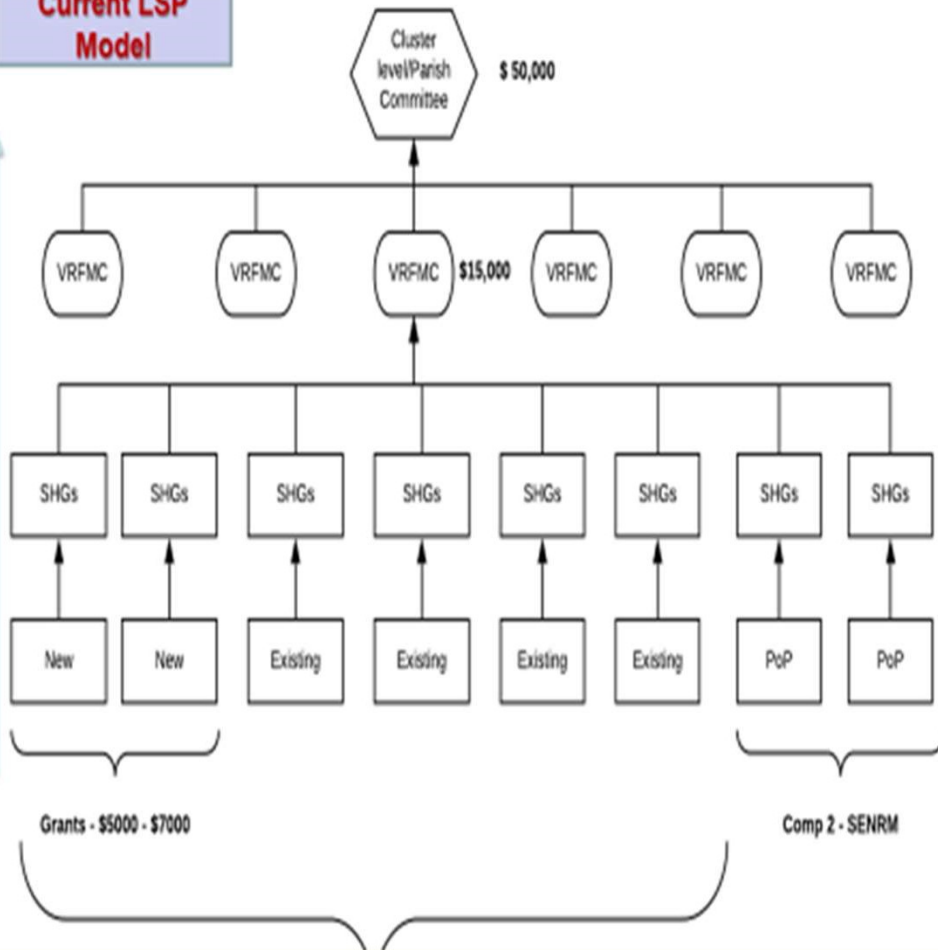 Current LSP
Model
Cluster
level/Parish
Committee
$ 50,000
VRFMC
VRFMC
VRFMC
$15,000
VRFMC
VRFMC
VRFMC
SHGs
SHGs
SHGs
SHGs
SHGs
SHGs
SHGs
SHGs
New
New
Existing
Existing
Existing
Existing
PoP
PoP
Grants - $5000 - $7000
Comp 2 - SENRM